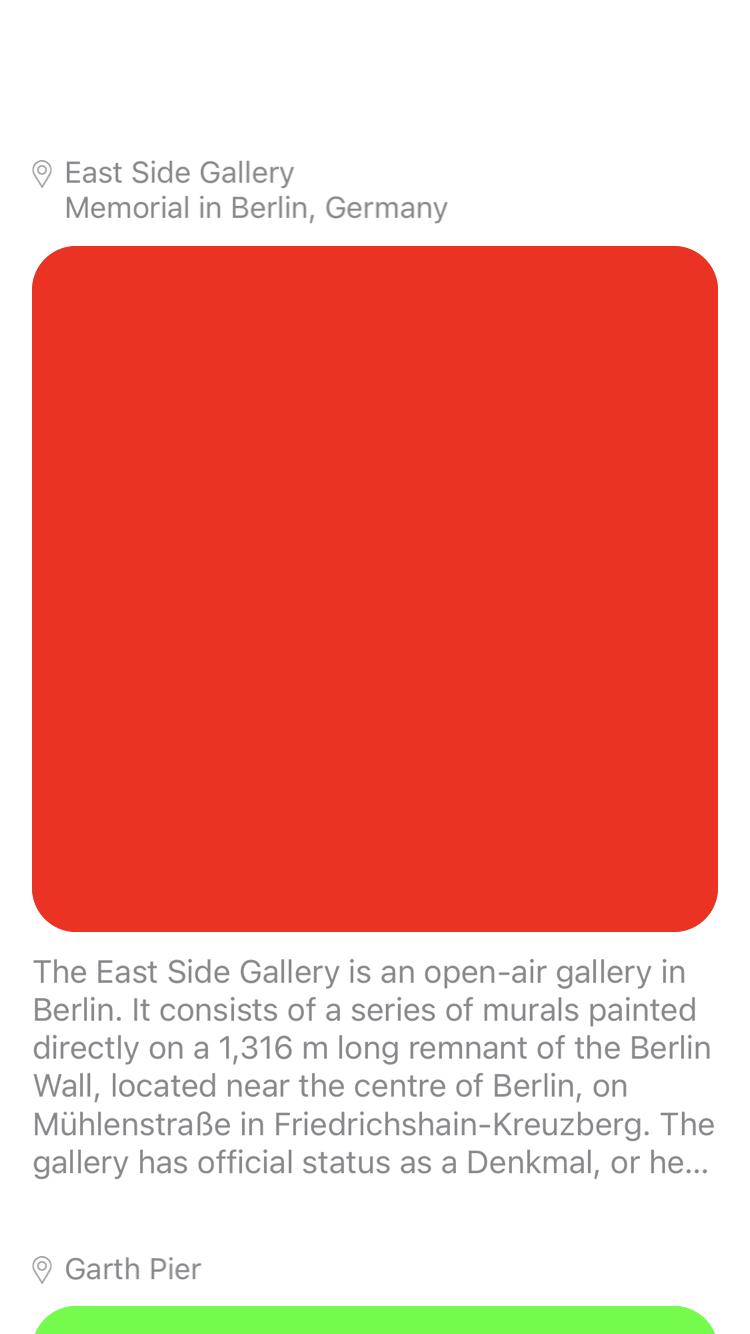 East Side Gallery
Memorial in Berlin, Germany
The East Side Gallery is an open-air gallery in
Berlin. It consists of a series of murals painted
directly on a 1,316 m long remnant of the Berlin
Wall, located near the centre of Berlin, on
Mühlenstraße in Friedrichshain-Kreuzberg. The
gallery has official status as a Denkmal, or he...
Garth Pier